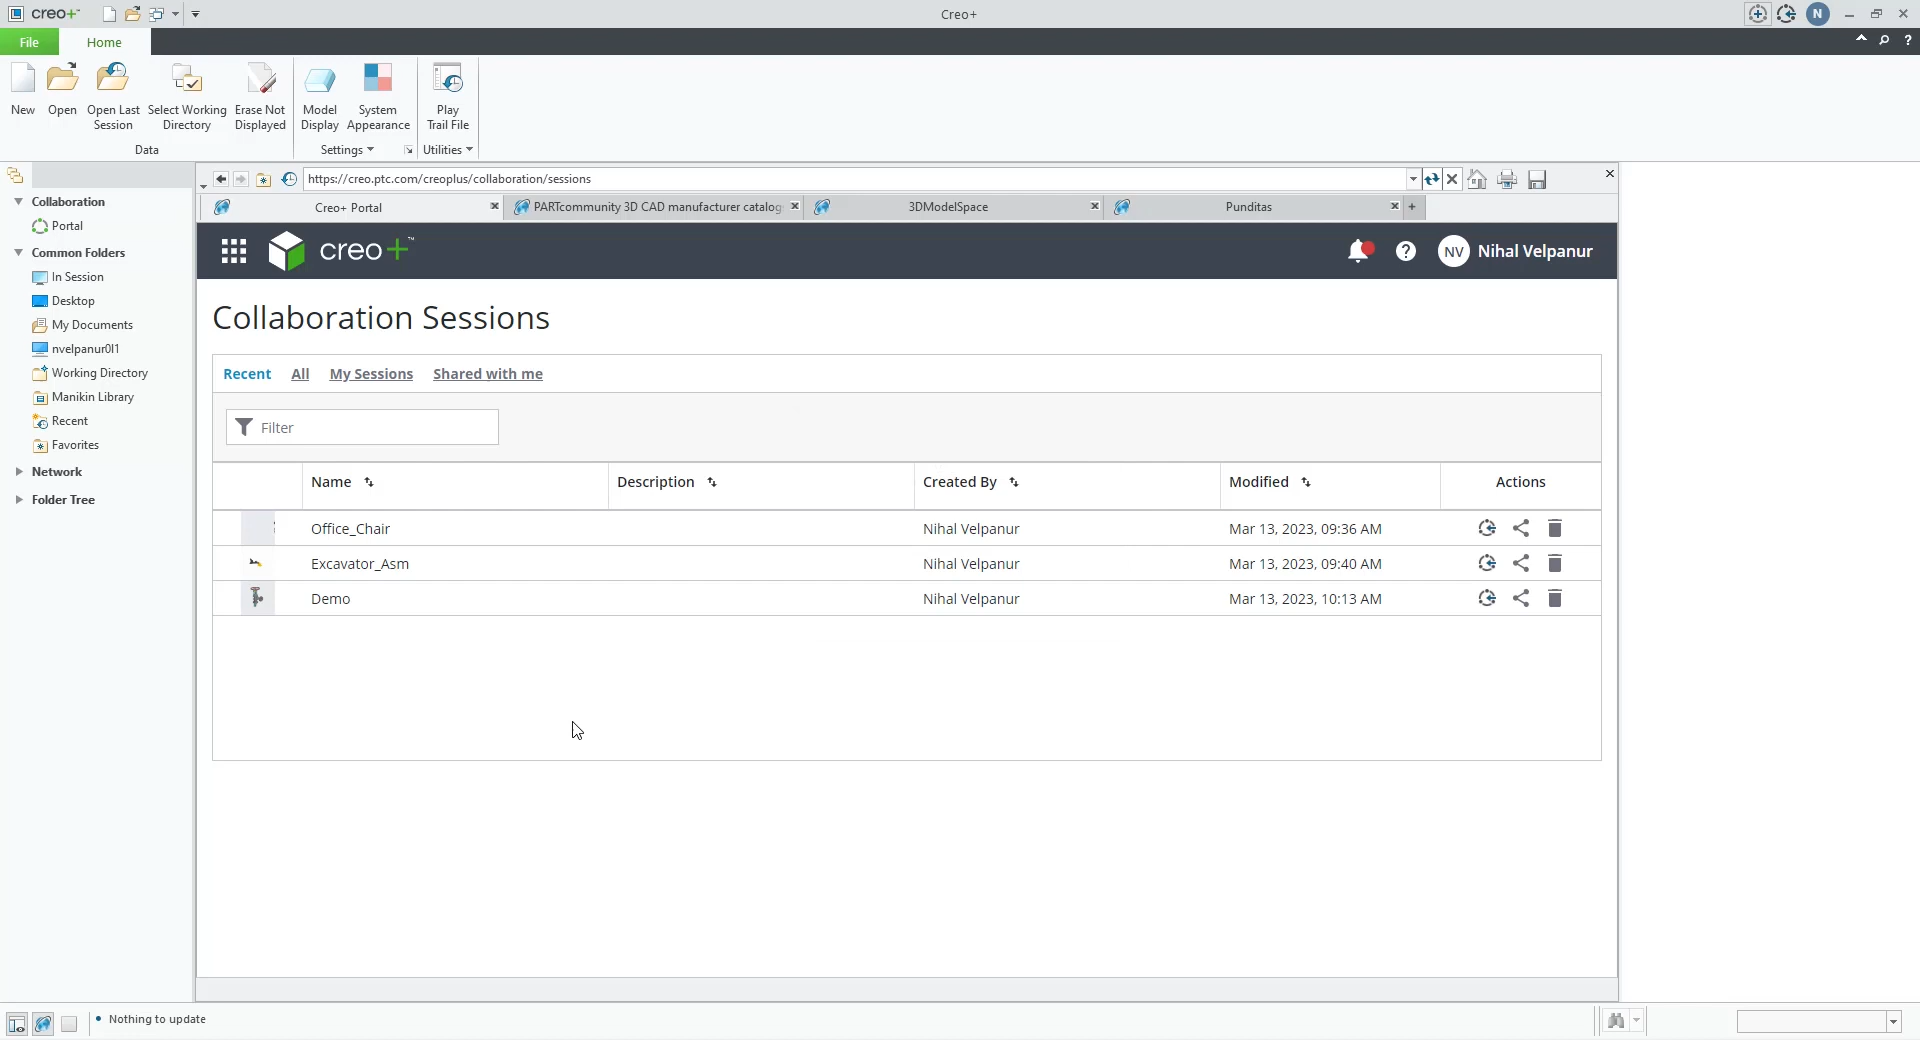 creo+™
Creo+
N
File
Home
?
New
Open
Open Last
Session
Select Working
Directory
Erase Not
Displayed
Model
Display
System
Appearance
Play
Trail File
Data
Settings
Utilities
https://creo.ptc.com/creoplus/collaboration/sessions
Creo+ Portal
PARTcommunity 3D CAD manufacturer catalog
3DModelSpace
Punditas
+
Collaboration
Portal
Common Folders
In Session
Desktop
My Documents
nvelpanur0l1
Working Directory
Manikin Library
Recent
Favorites
Network
Folder Tree
creo+™
?
NV
Nihal Velpanur
Collaboration Sessions
Recent
All
My Sessions
Shared with me
Filter
Name
Description
Created By
Modified
Actions
Office_Chair
Nihal Velpanur
Mar 13, 2023, 09:36 AM
Excavator_Asm
Nihal Velpanur
Mar 13, 2023, 09:40 AM
Demo
Nihal Velpanur
Mar 13, 2023, 10:13 AM
• Nothing to update